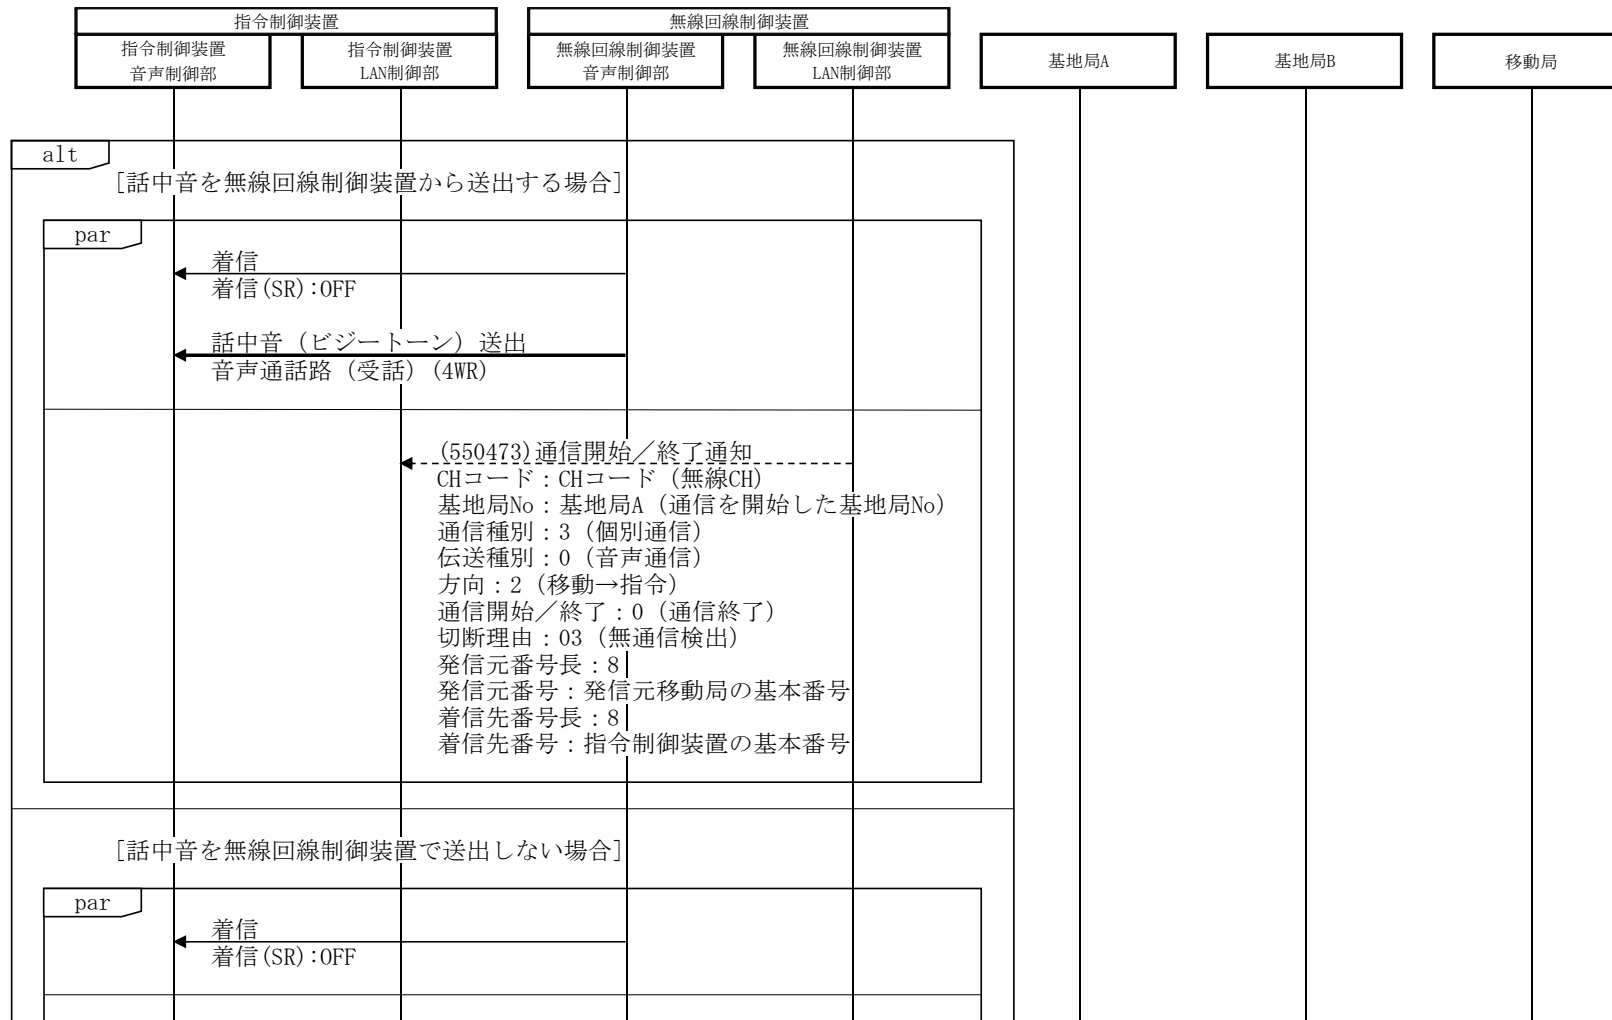 指令制御装置
無線回線制御装置
指令制御装置
音声制御部
指令制御装置
LAN制御部
無線回線制御装置
音声制御部
無線回線制御装置
LAN制御部
基地局A
基地局B
移動局
alt
[話中音を無線回線制御装置から送出する場合]
par
着信
着信(SR):OFF
話中音（ビジートーン）送出
音声通話路（受話）(4WR)
(550473)通信開始／終了通知
CHコード：CHコード（無線CH）
基地局No：基地局A（通信を開始した基地局No）
通信種別：3（個別通信）
伝送種別：0（音声通信）
方向：2（移動→指令）
通信開始／終了：0（通信終了）
切断理由：03（無通信検出）
発信元番号長：8
発信元番号：発信元移動局の基本番号
着信先番号長：8
着信先番号：指令制御装置の基本番号
[話中音を無線回線制御装置で送出しない場合]
par
着信
着信(SR):OFF